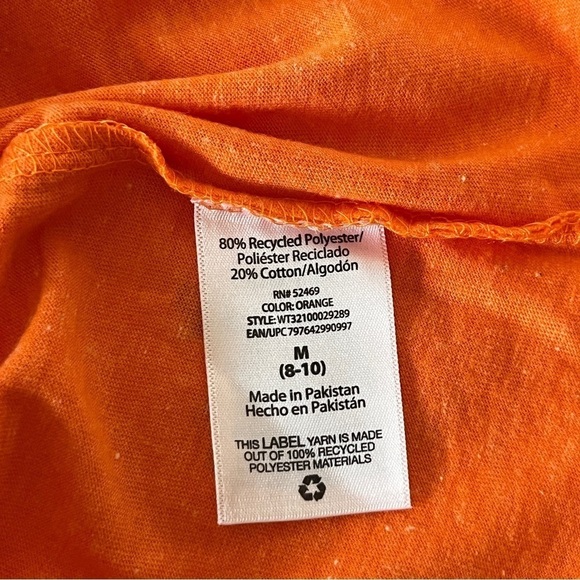 80% Recycled Polyester/
Poliéster Reciclado
20% Cotton/Algodón
RN# 52469
COLOR: ORANGE
STYLE: WT32100029289
EAN/UPC 797642990997
M
(8-10)
Made in Pakistan
Hecho en Pakistán
THIS LABEL YARN IS MADE
OUT OF 100% RECYCLED
POLYESTER MATERIALS